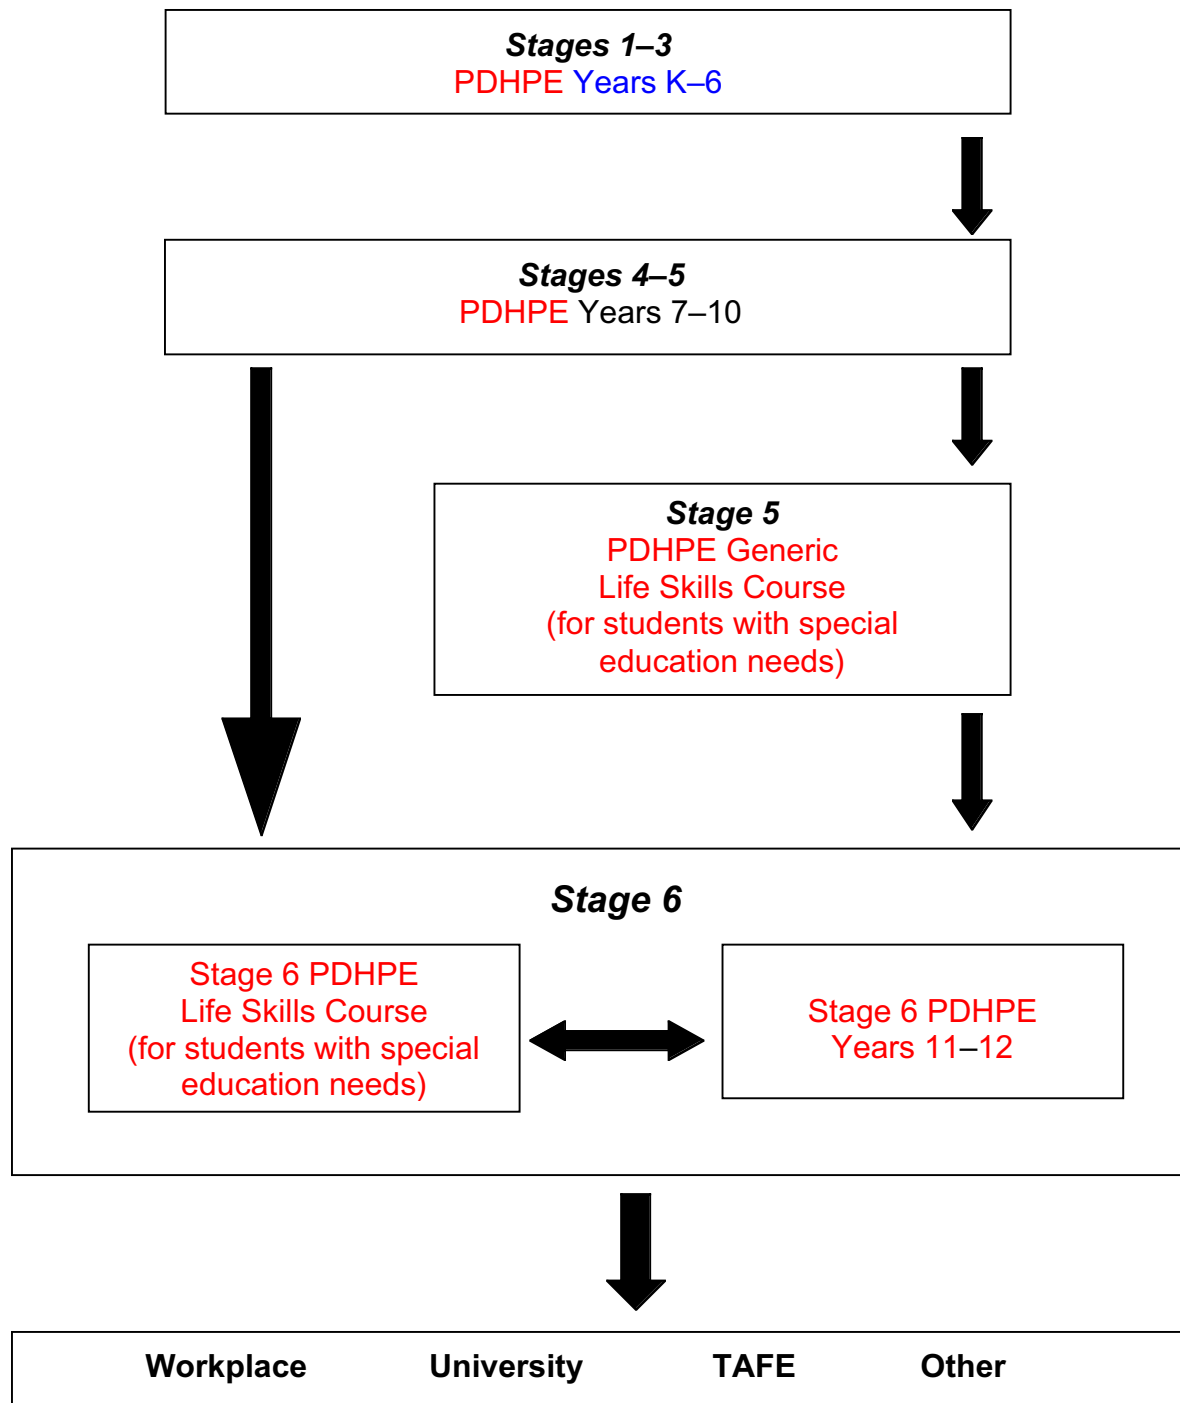 Stages 1–3
PDHPE Years K–6
Stages 4–5
PDHPE Years 7–10
Stage 5
PDHPE Generic
Life Skills Course
(for students with special
education needs)
Stage 6
Stage 6 PDHPE
Life Skills Course
(for students with special
education needs)
Stage 6 PDHPE
Years 11–12
Workplace University TAFE Other